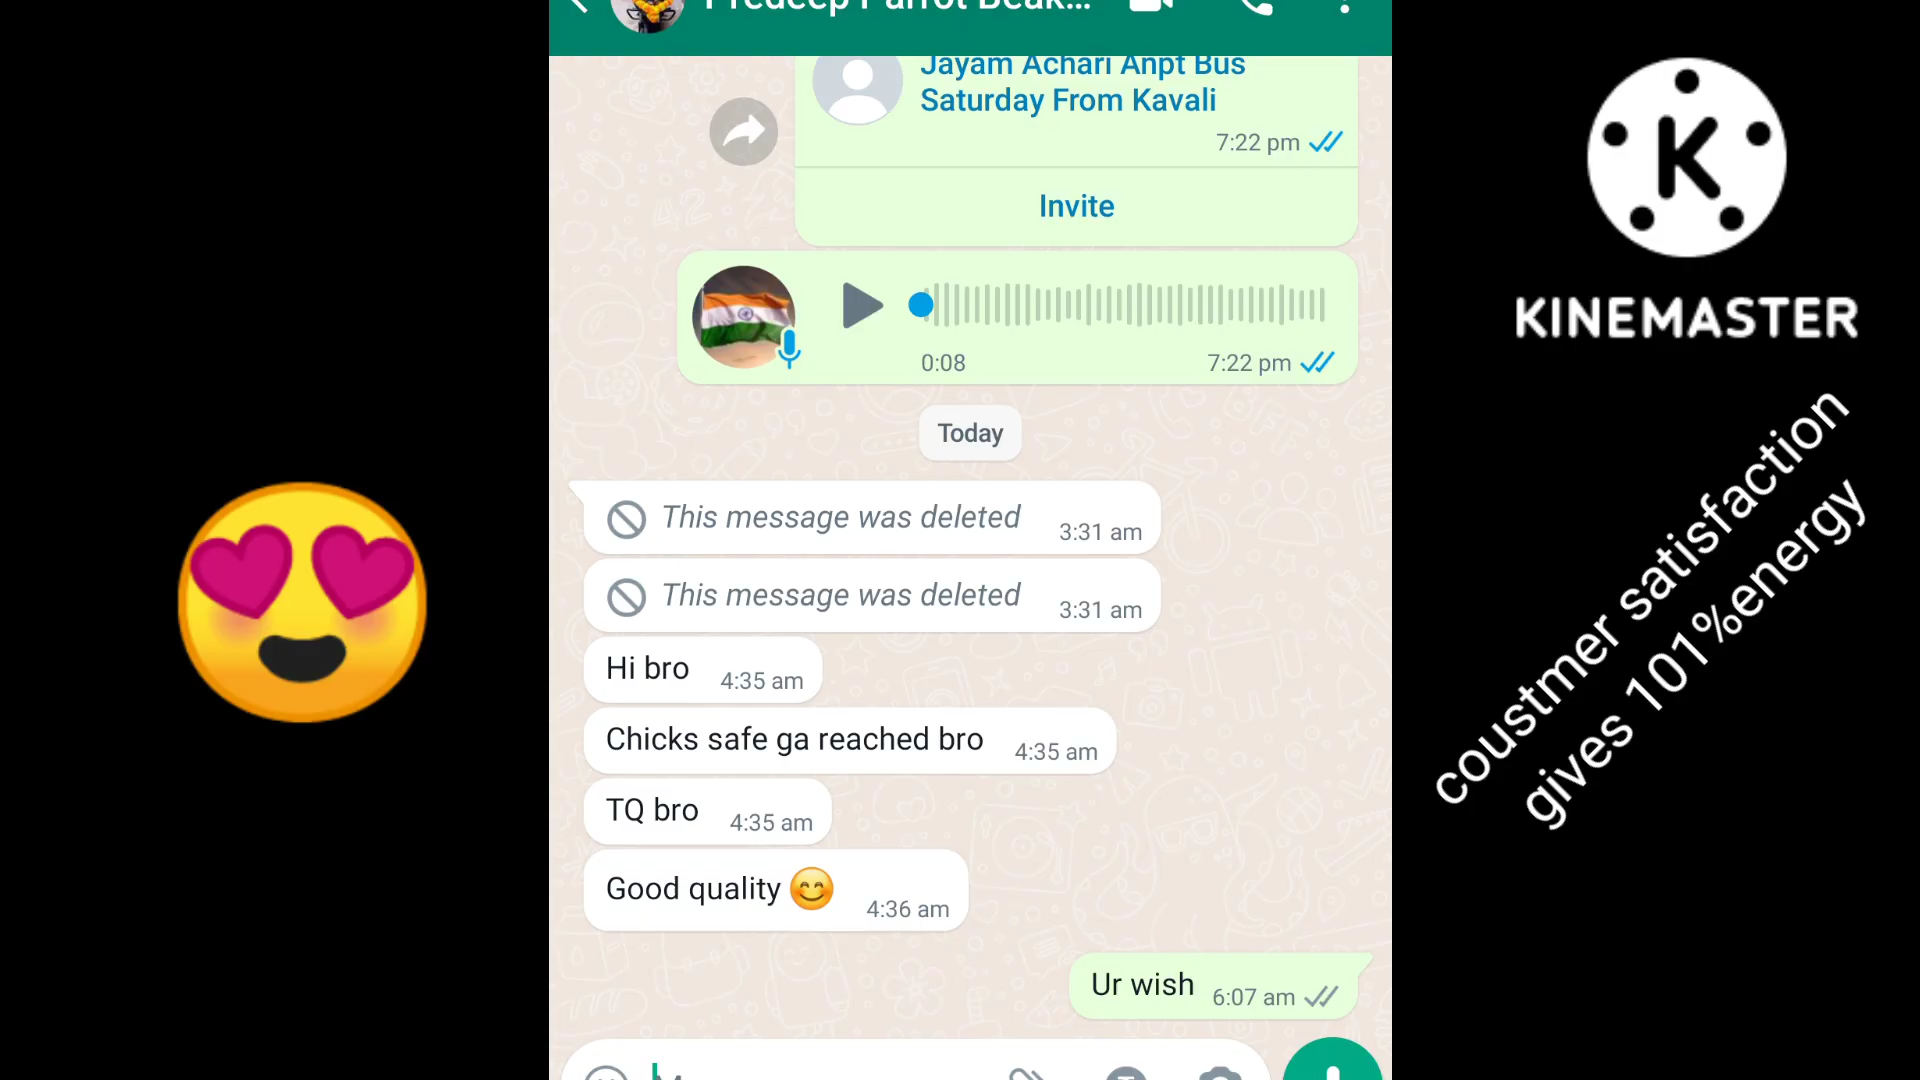 Predeep Parrot Beak...
Jayam Achari Anpt Bus
Saturday From Kavali
7:22 pm
Invite
0:08
7:22 pm
Today
This message was deleted
3:31 am
This message was deleted
3:31 am
Hi bro
4:35 am
Chicks safe ga reached bro
4:35 am
TQ bro
4:35 am
Good quality 😊
4:36 am
Ur wish
6:07 am
K
KINEMASTER
coustmer satisfaction
gives 101%energy